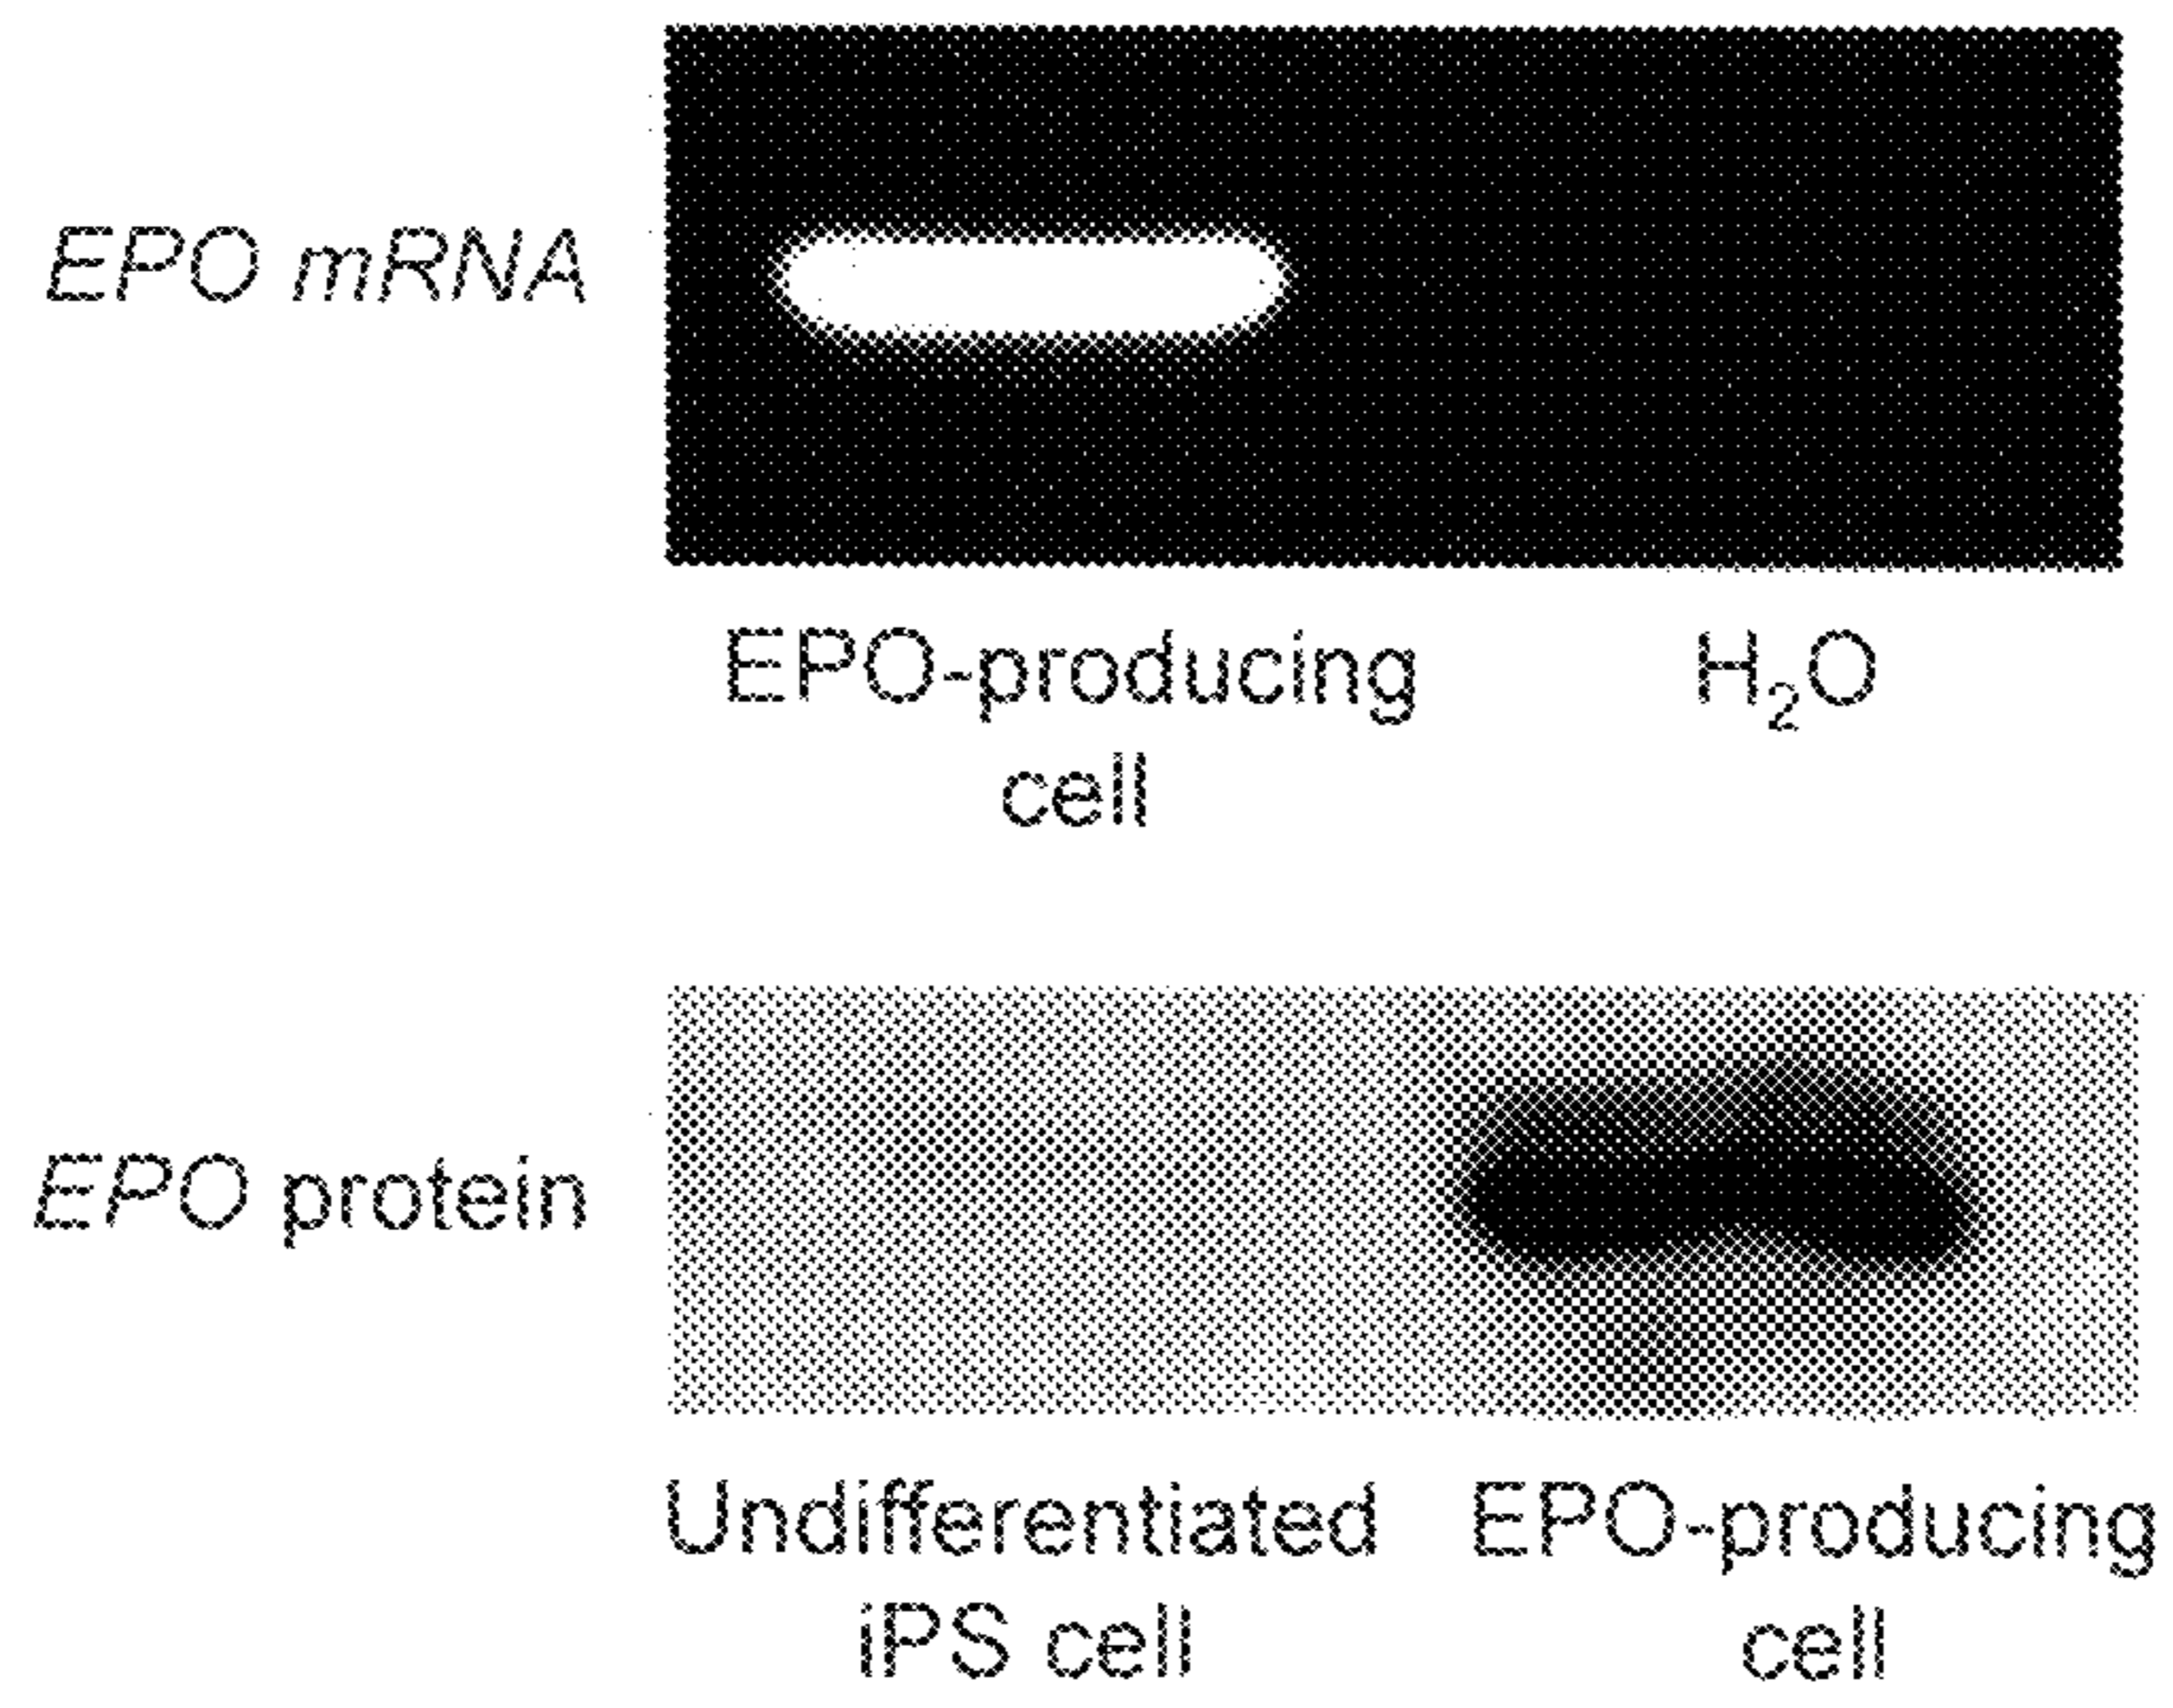 EPO mRNA
EPO-producing
cell
H₂O
EPO protein
Undifferentiated
iPS cell
EPO-producing
cell